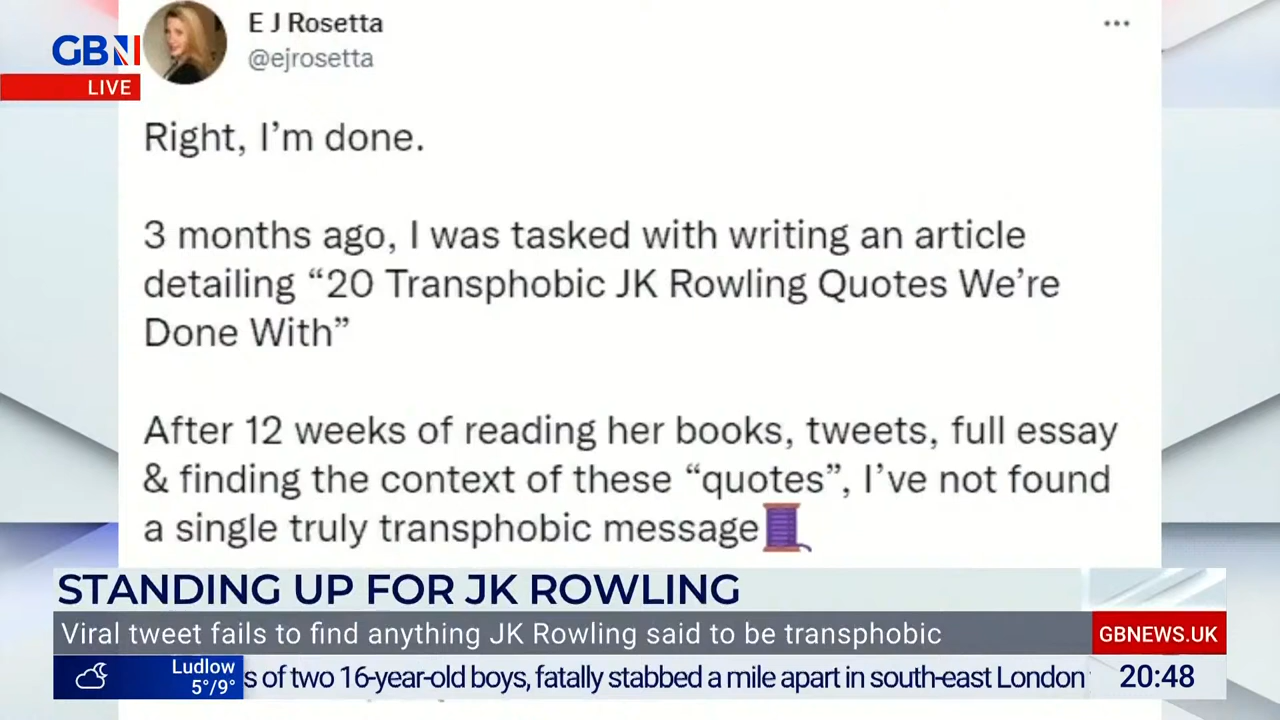 E J Rosetta
@ejrosetta
GBN
LIVE
Right, I’m done.
3 months ago, I was tasked with writing an article
detailing “20 Transphobic JK Rowling Quotes We’re
Done With”
After 12 weeks of reading her books, tweets, full essay
& finding the context of these “quotes”, I’ve not found
a single truly transphobic message
STANDING UP FOR JK ROWLING
Viral tweet fails to find anything JK Rowling said to be transphobic
GBNEWS.UK
Ludlow
5°/9°
s of two 16-year-old boys, fatally stabbed a mile apart in south-east London
20:48